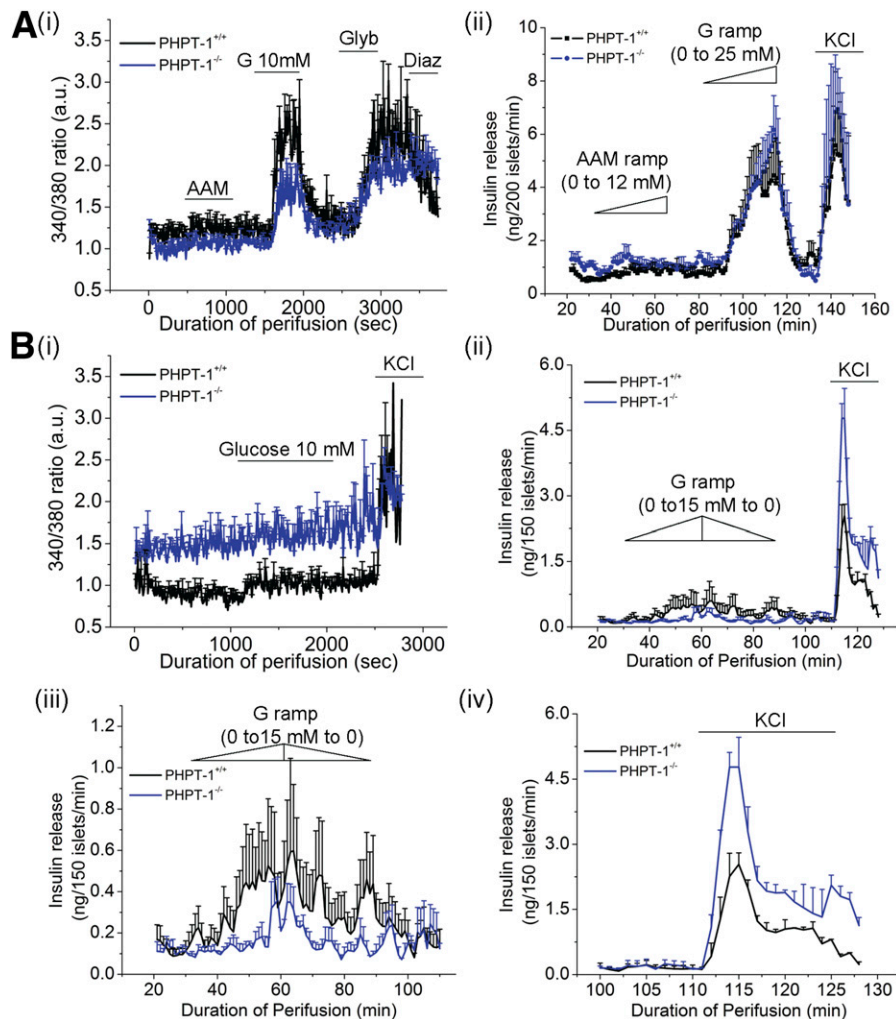 A (i)
PHPT-1+/+
PHPT-1-/-
G 10mM
Glyb
Diaz
AAM
340/380 ratio (a.u.)
3.5
3.0
2.5
2.0
1.5
1.0
0.5
0 1000 2000 3000
Duration of perifusion (sec)
(ii)
PHPT-1+/+
PHPT-1-/-
G ramp
(0 to 25 mM)
KCl
AAM ramp
(0 to 12 mM)
Insulin release
(ng/200 islets/min)
10
8
6
4
2
0
20 40 60 80 100 120 140 160
Duration of perifusion (min)
B (i)
PHPT-1+/+
PHPT-1-/-
KCl
Glucose 10 mM
340/380 ratio (a.u.)
3.5
3.0
2.5
2.0
1.5
1.0
0.5
0 1000 2000 3000
Duration of perifusion (sec)
(ii)
PHPT-1+/+
PHPT-1-/-
KCl
G ramp
(0 to15 mM to 0)
Insulin release
(ng/150 islets/min)
6.0
4.5
3.0
1.5
0.0
20 40 60 80 100 120
Duration of Perifusion (min)
(iii)
G ramp
(0 to15 mM to 0)
PHPT-1+/+
PHPT-1-/-
Insulin release
(ng/150 islets/min)
1.2
1.0
0.8
0.6
0.4
0.2
0.0
20 40 60 80 100
Duration of Perifusion (min)
(iv)
KCl
PHPT-1+/+
PHPT-1-/-
Insulin release
(ng/150 islets/min)
6.0
4.5
3.0
1.5
0.0
100 105 110 115 120 125 130
Duration of Perifusion (min)